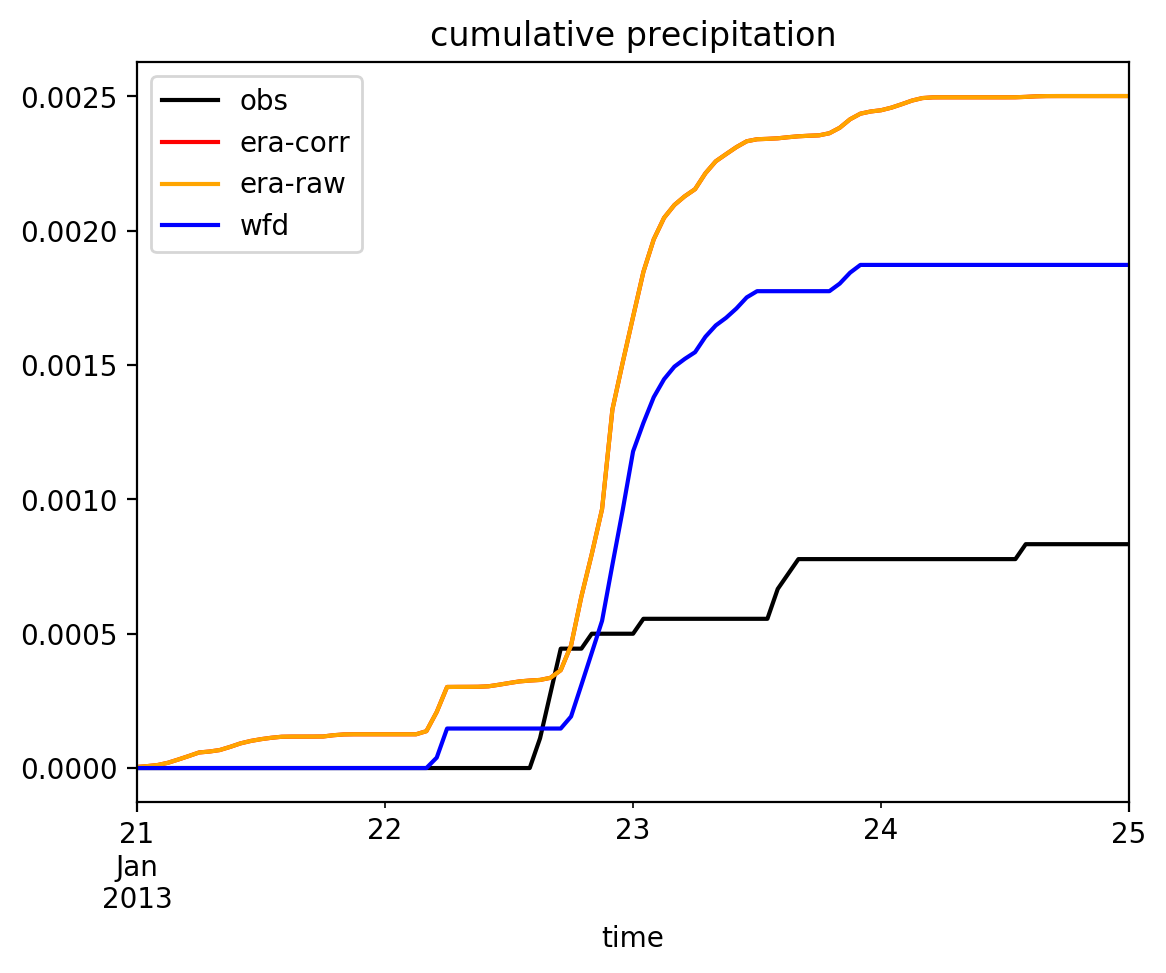 cumulative precipitation
obs
era-corr
era-raw
wfd
0.0025
0.0020
0.0015
0.0010
0.0005
0.0000
21 22 23 24 25
Jan
2013
time